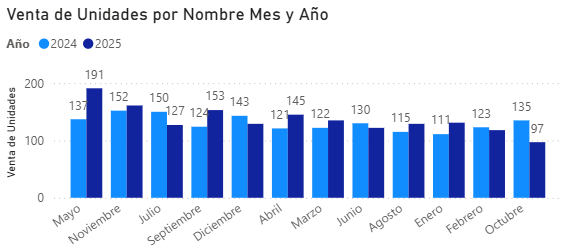 Venta de Unidades por Nombre Mes y Año
Año 2024 2025
Venta de Unidades
200
100
0
137 191
152
150 127
124 153
143
121 145
122
130
115
111
123
135 97
Mayo
Noviembre
Julio
Septiembre
Diciembre
Abril
Marzo
Junio
Agosto
Enero
Febrero
Octubre